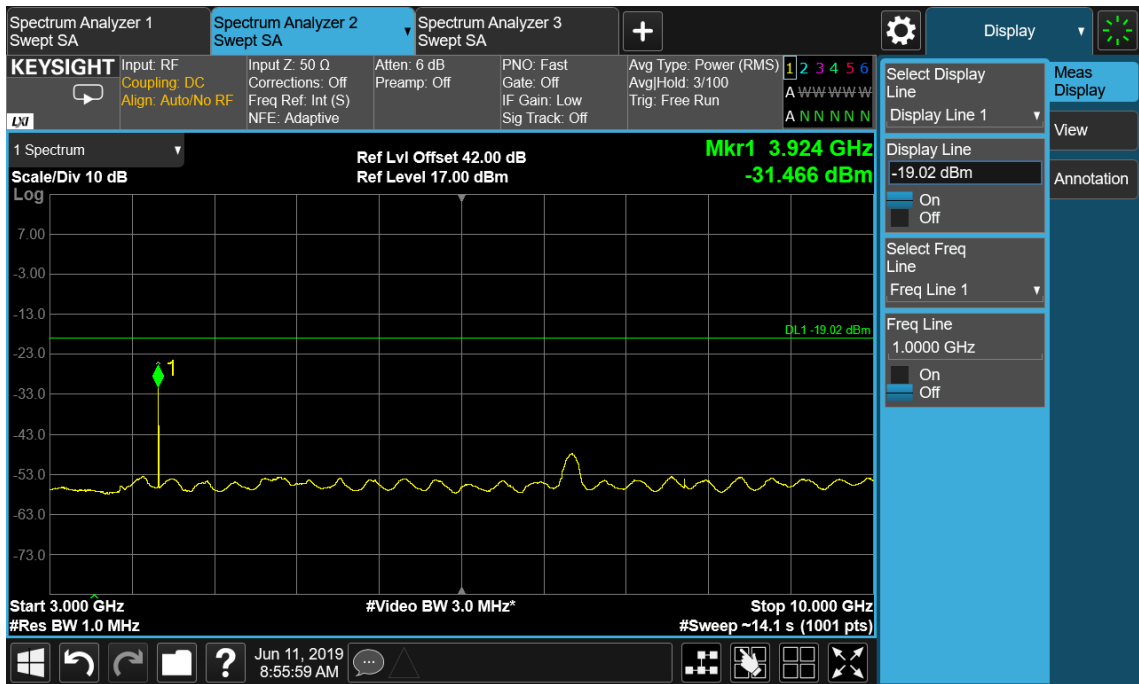 Spectrum Analyzer 1
Swept SA
Spectrum Analyzer 2
Swept SA
Spectrum Analyzer 3
Swept SA
+
Display
KEYSIGHT
LXI
Input: RF
Coupling: DC
Align: Auto/No RF
Input Z: 50 Ω
Corrections: Off
Freq Ref: Int (S)
NFE: Adaptive
Atten: 6 dB
Preamp: Off
PNO: Fast
Gate: Off
IF Gain: Low
Sig Track: Off
Avg Type: Power (RMS)
Avg|Hold: 3/100
Trig: Free Run
1 2 3 4 5 6
A W W W W W
A N N N N N
1 Spectrum
Scale/Div 10 dB
Log
Ref Lvl Offset 42.00 dB
Ref Level 17.00 dBm
Mkr1 3.924 GHz
-31.466 dBm
7.00
-3.00
-13.0
DL1 -19.02 dBm
-23.0
1
-33.0
-43.0
-53.0
-63.0
-73.0
Start 3.000 GHz
#Res BW 1.0 MHz
#Video BW 3.0 MHz*
Stop 10.000 GHz
#Sweep ~14.1 s (1001 pts)
Select Display
Line
Display Line 1
Display Line
-19.02 dBm
On
Off
Select Freq
Line
Freq Line 1
Freq Line
1.0000 GHz
On
Off
Meas
Display
View
Annotation
?
Jun 11, 2019
8:55:59 AM